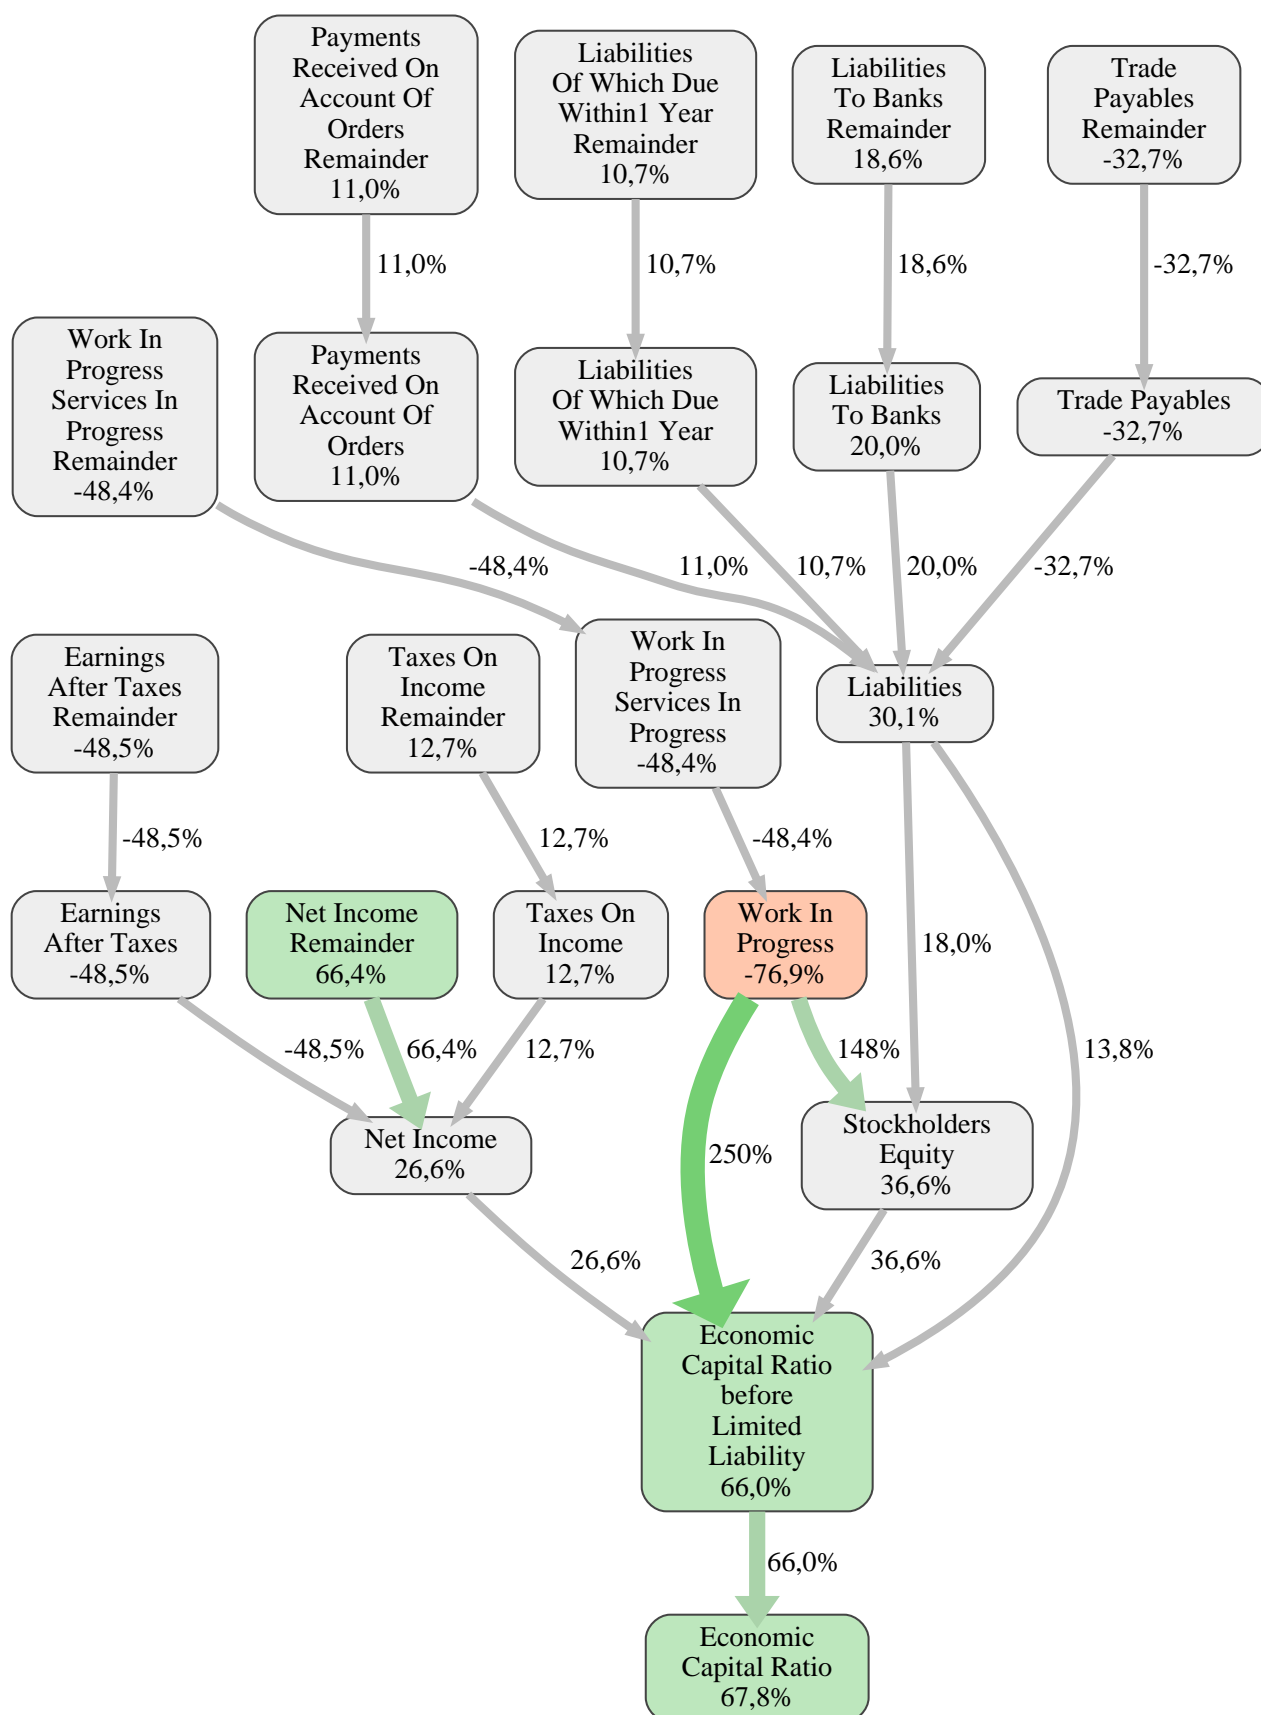 Payments
Received On
Account Of
Orders
Remainder
11,0%
Liabilities
Of Which Due
Within1 Year
Remainder
10,7%
Liabilities
To Banks
Remainder
18,6%
Trade
Payables
Remainder
-32,7%
11,0%
10,7%
18,6%
-32,7%
Work In
Progress
Services In
Progress
Remainder
-48,4%
Payments
Received On
Account Of
Orders
11,0%
Liabilities
Of Which Due
Within1 Year
10,7%
Liabilities
To Banks
20,0%
Trade Payables
-32,7%
-48,4%
11,0%
10,7%
20,0%
-32,7%
Earnings
After Taxes
Remainder
-48,5%
Taxes On
Income
Remainder
12,7%
Work In
Progress
Services In
Progress
-48,4%
Liabilities
30,1%
-48,5%
12,7%
-48,4%
Earnings
After Taxes
-48,5%
Net Income
Remainder
66,4%
Taxes On
Income
12,7%
Work In
Progress
-76,9%
18,0%
-48,5%
66,4%
12,7%
148%
13,8%
Net Income
26,6%
250%
Stockholders
Equity
36,6%
26,6%
36,6%
Economic
Capital Ratio
before
Limited
Liability
66,0%
66,0%
Economic
Capital Ratio
67,8%